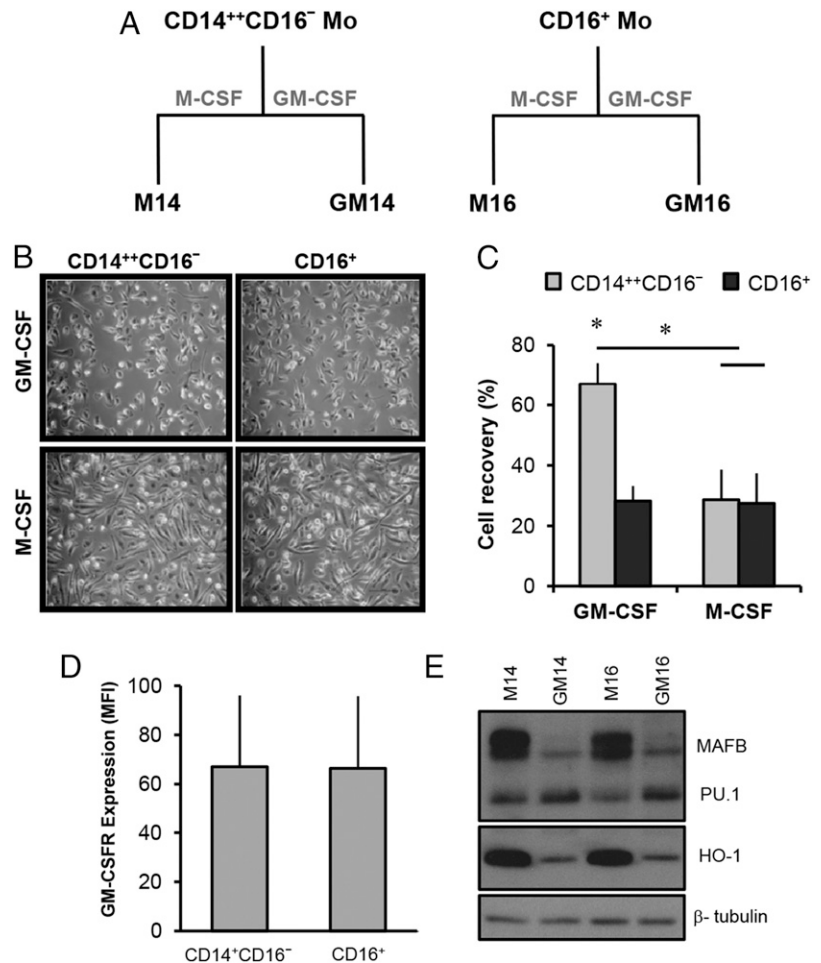 A
CD14⁺⁺CD16⁻ Mo
CD16⁺ Mo
M-CSF
GM-CSF
M-CSF
GM-CSF
M14
GM14
M16
GM16
B
CD14⁺⁺CD16⁻
CD16⁺
GM-CSF
M-CSF
C
CD14⁺⁺CD16⁻
CD16⁺
*
*
Cell recovery (%)
80
60
40
20
0
GM-CSF
M-CSF
D
GM-CSFR Expression (MFI)
100
80
60
40
20
0
CD14⁺CD16⁻
CD16⁺
E
M14
GM14
M16
GM16
MAFB
PU.1
HO-1
β- tubulin